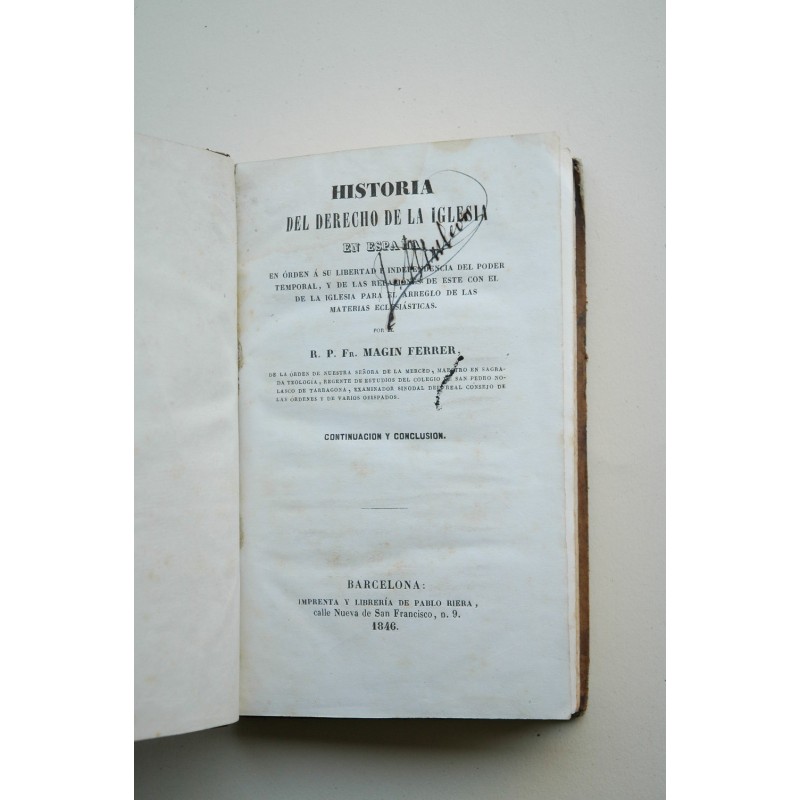 HISTORIA
DEL DERECHO DE LA IGLESIA
EN ESPAÑA
EN ÓRDEN Á SU LIBERTAD É INDEPENDENCIA DEL PODER
TEMPORAL, Y DE LAS RELACIONES DE ESTE CON EL
DE LA IGLESIA PARA EL ARREGLO DE LAS
MATERIAS ECLESIÁSTICAS.
POR EL
R. P. FR. MAGIN FERRER,
DE LA ÓRDEN DE NUESTRA SEÑORA DE LA MERCED, MAESTRO EN SAGRA-
DA TEOLOGIA, REGENTE DE ESTUDIOS DEL COLEGIO DE SAN PEDRO NO-
LASCO DE TARRAGONA, EXAMINADOR SINODAL DEL REAL CONSEJO DE
LAS ÓRDENES Y DE VARIOS OBISPADOS.
CONTINUACION Y CONCLUSION.
BARCELONA:
IMPRENTA Y LIBRERÍA DE PABLO RIERA,
calle Nueva de San Francisco, n. 9.
1846.